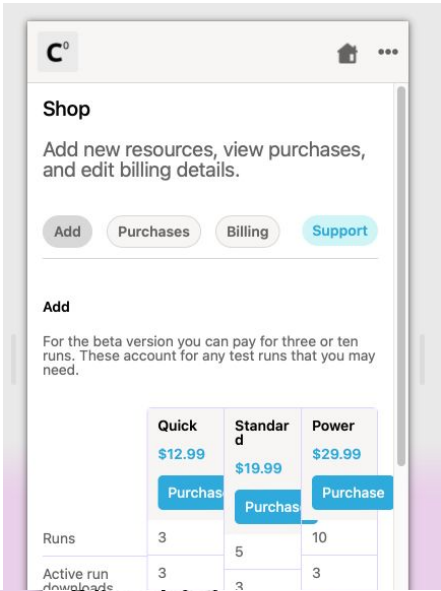 C⁰
Shop
Add new resources, view purchases,
and edit billing details.
Add Purchases Billing Support
Add
For the beta version you can pay for three or ten
runs. These account for any test runs that you may
need.
Quick Standar Power
d
$12.99 $19.99 $29.99
Purchas Purchas Purchase
Runs 3 5 10
Active run 3 3 3
downloads